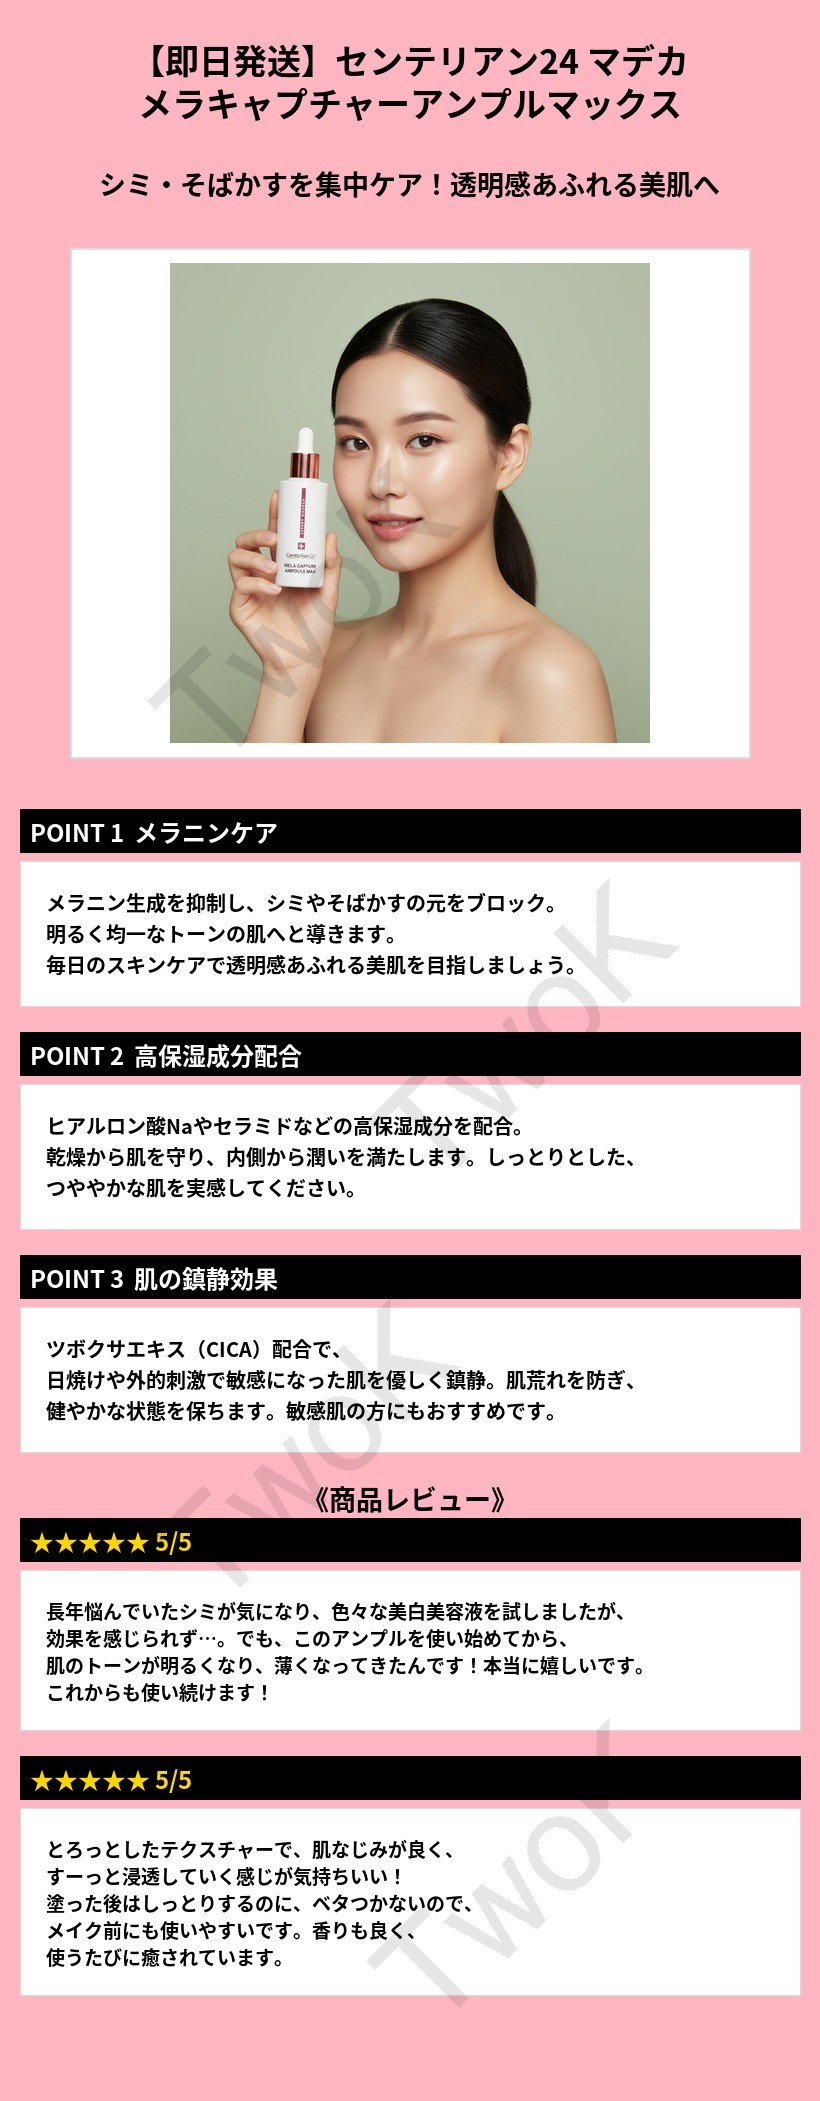 【即日発送】センテリアン24 マデカ
メラキャプチャーアンプルマックス
シミ・そばかすを集中ケア！透明感あふれる美肌へ
Centellian24
MELA CAPTURE
AMPOULE MAX
TwoK
POINT 1 メラニンケア
メラニン生成を抑制し、シミやそばかすの元をブロック。
明るく均一なトーンの肌へと導きます。
毎日のスキンケアで透明感あふれる美肌を目指しましょう。
TwoK
POINT 2 高保湿成分配合
ヒアルロン酸Naやセラミドなどの高保湿成分を配合。
乾燥から肌を守り、内側から潤いを満たします。しっとりとした、
つややかな肌を実感してください。
POINT 3 肌の鎮静効果
ツボクサエキス（CICA）配合で、
日焼けや外的刺激で敏感になった肌を優しく鎮静。肌荒れを防ぎ、
健やかな状態を保ちます。敏感肌の方にもおすすめです。
TwoK
《商品レビュー》
★★★★★ 5/5
長年悩んでいたシミが気になり、色々な美白美容液を試しましたが、
効果を感じられず…。でも、このアンプルを使い始めてから、
肌のトーンが明るくなり、薄くなってきたんです！本当に嬉しいです。
これからも使い続けます！
★★★★★ 5/5
とろっとしたテクスチャーで、肌なじみが良く、
すーっと浸透していく感じが気持ちいい！
塗った後はしっとりするのに、ベタつかないので、
メイク前にも使いやすいです。香りも良く、
使うたびに癒されています。
TwoK